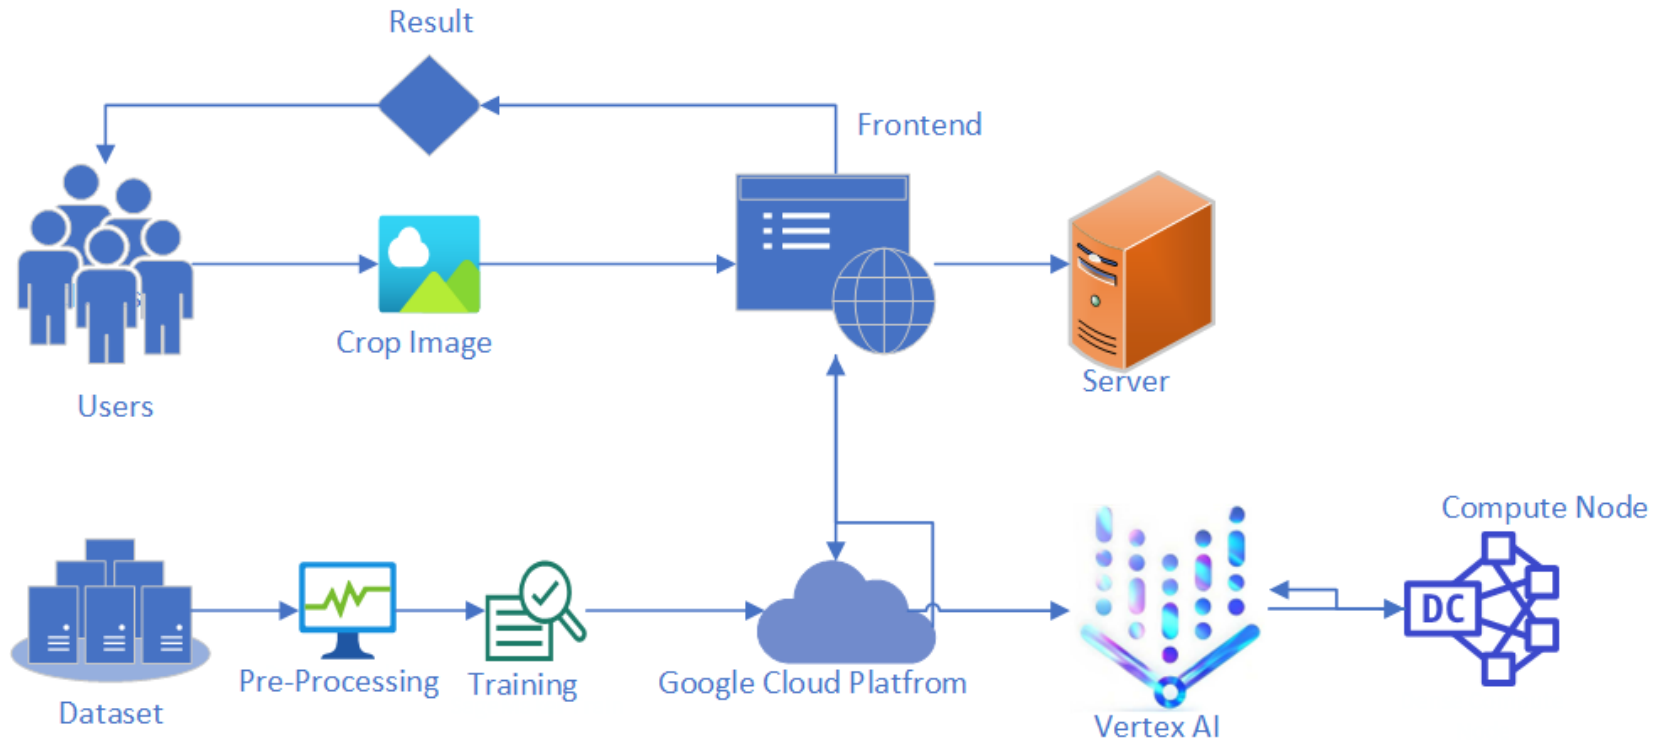 Result
Frontend
Crop Image
Users
Server
Compute Node
DC
Pre-Processing
Training
Google Cloud Platfrom
Dataset
Vertex AI